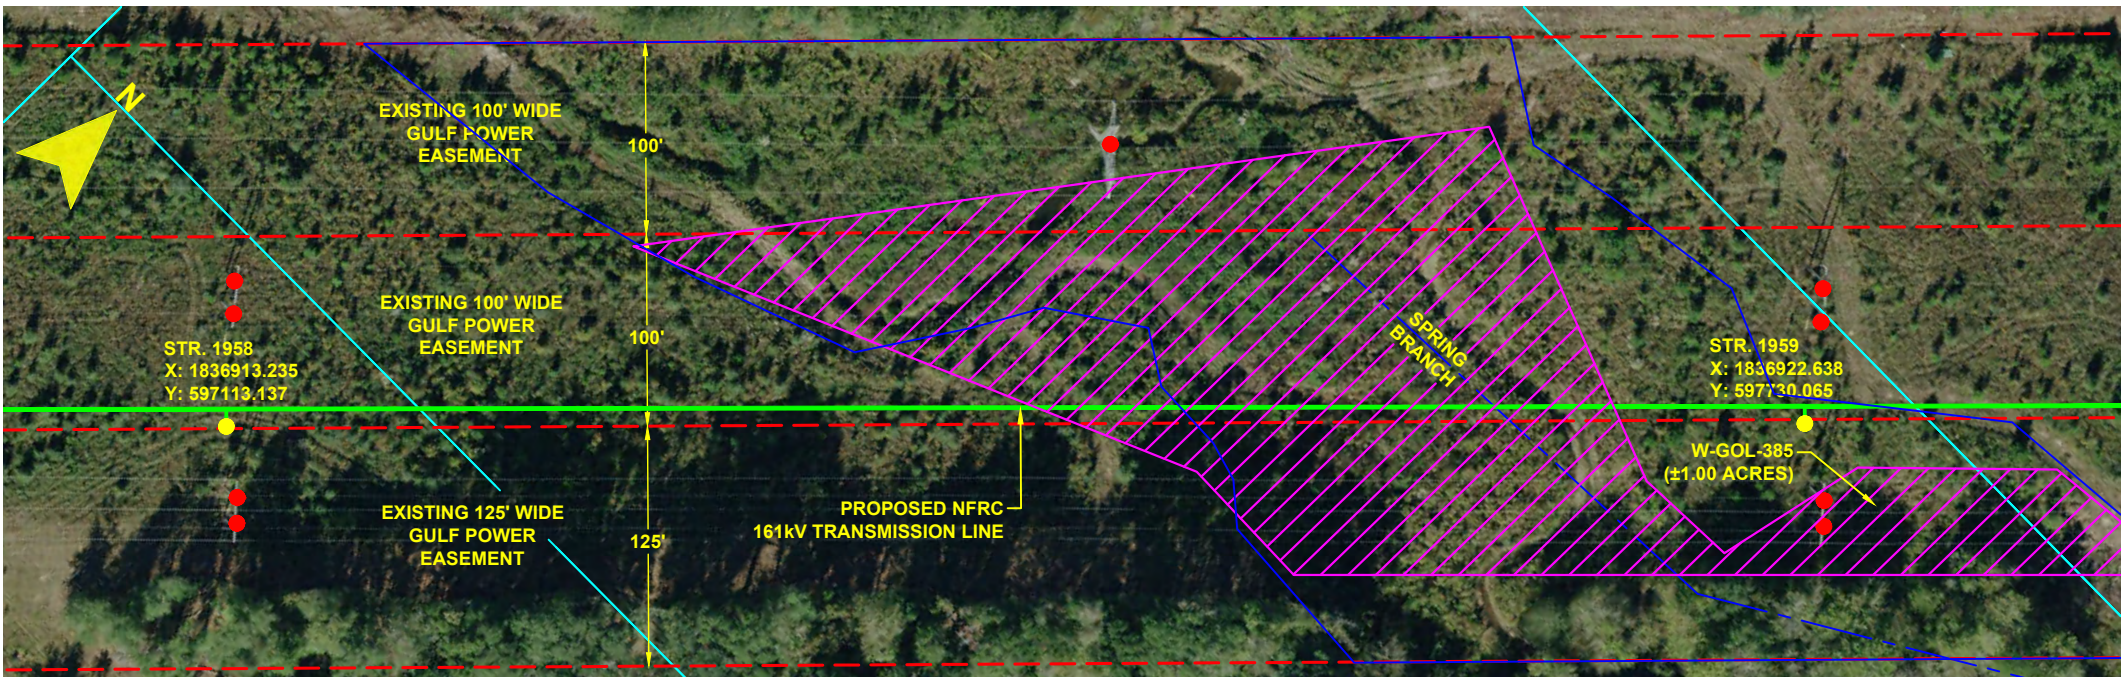 N
EXISTING 100' WIDE
GULF POWER
EASEMENT
100'
EXISTING 100' WIDE
GULF POWER
EASEMENT
100'
STR. 1958
X: 1836913.235
Y: 597113.137
SPRING
BRANCH
STR. 1959
X: 1836922.638
Y: 597730.065
W-GOL-385
(±1.00 ACRES)
PROPOSED NFRC
161kV TRANSMISSION LINE
EXISTING 125' WIDE
GULF POWER
EASEMENT
125'